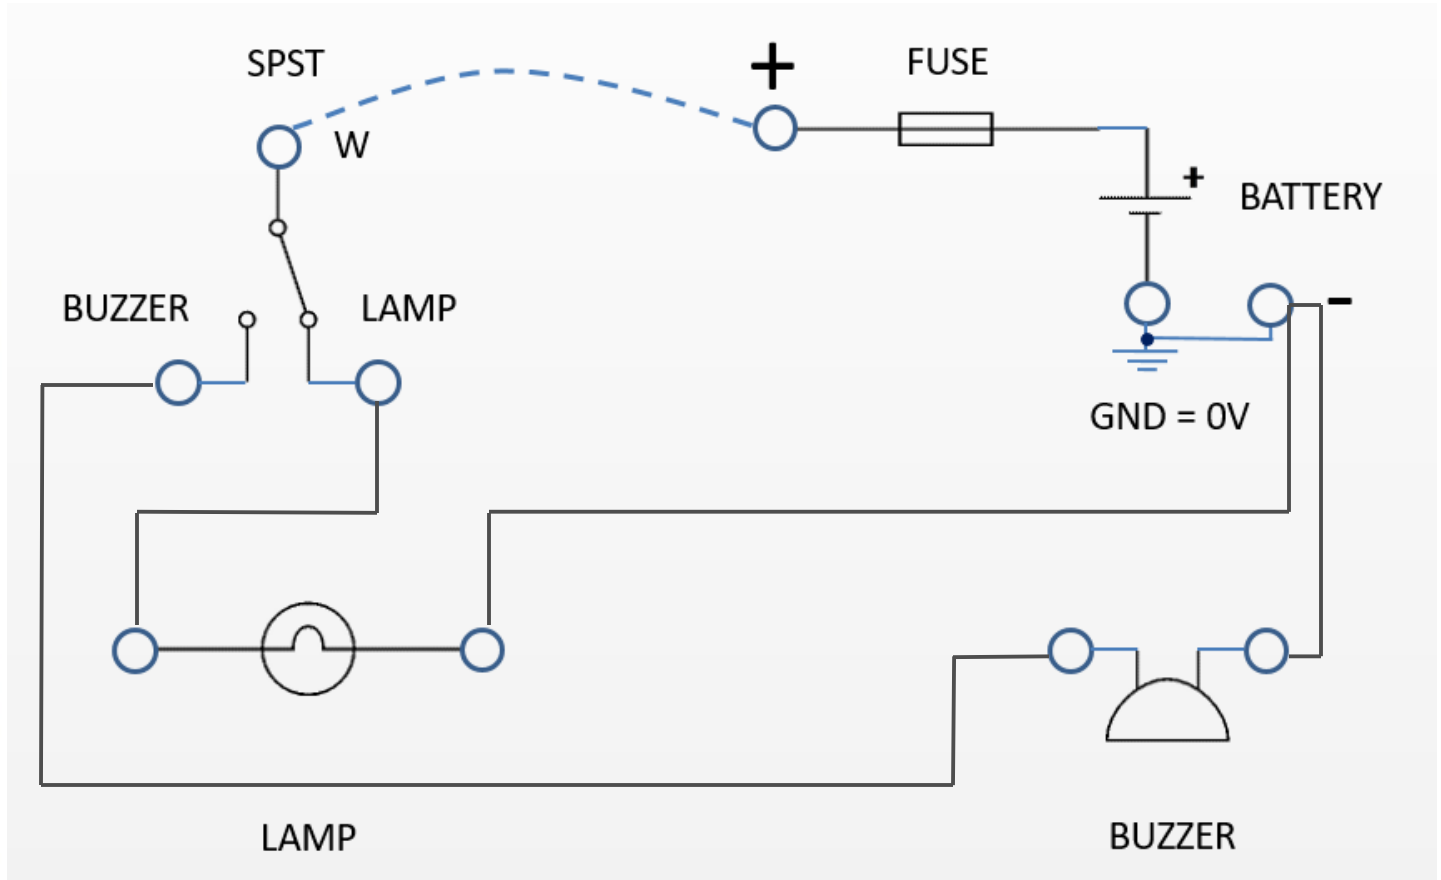 SPST
+
FUSE
W
+
BATTERY
BUZZER
LAMP
-
GND = 0V
LAMP
BUZZER